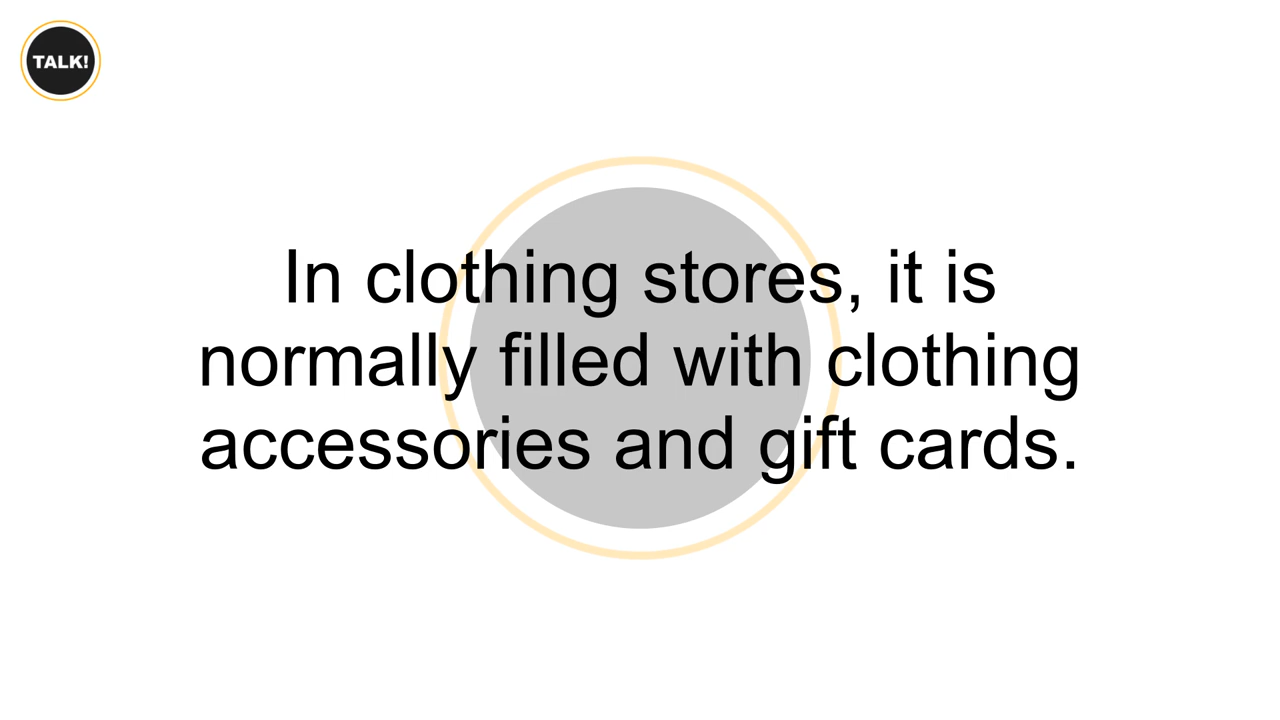 TALK!
In clothing stores, it is
normally filled with clothing
accessories and gift cards.